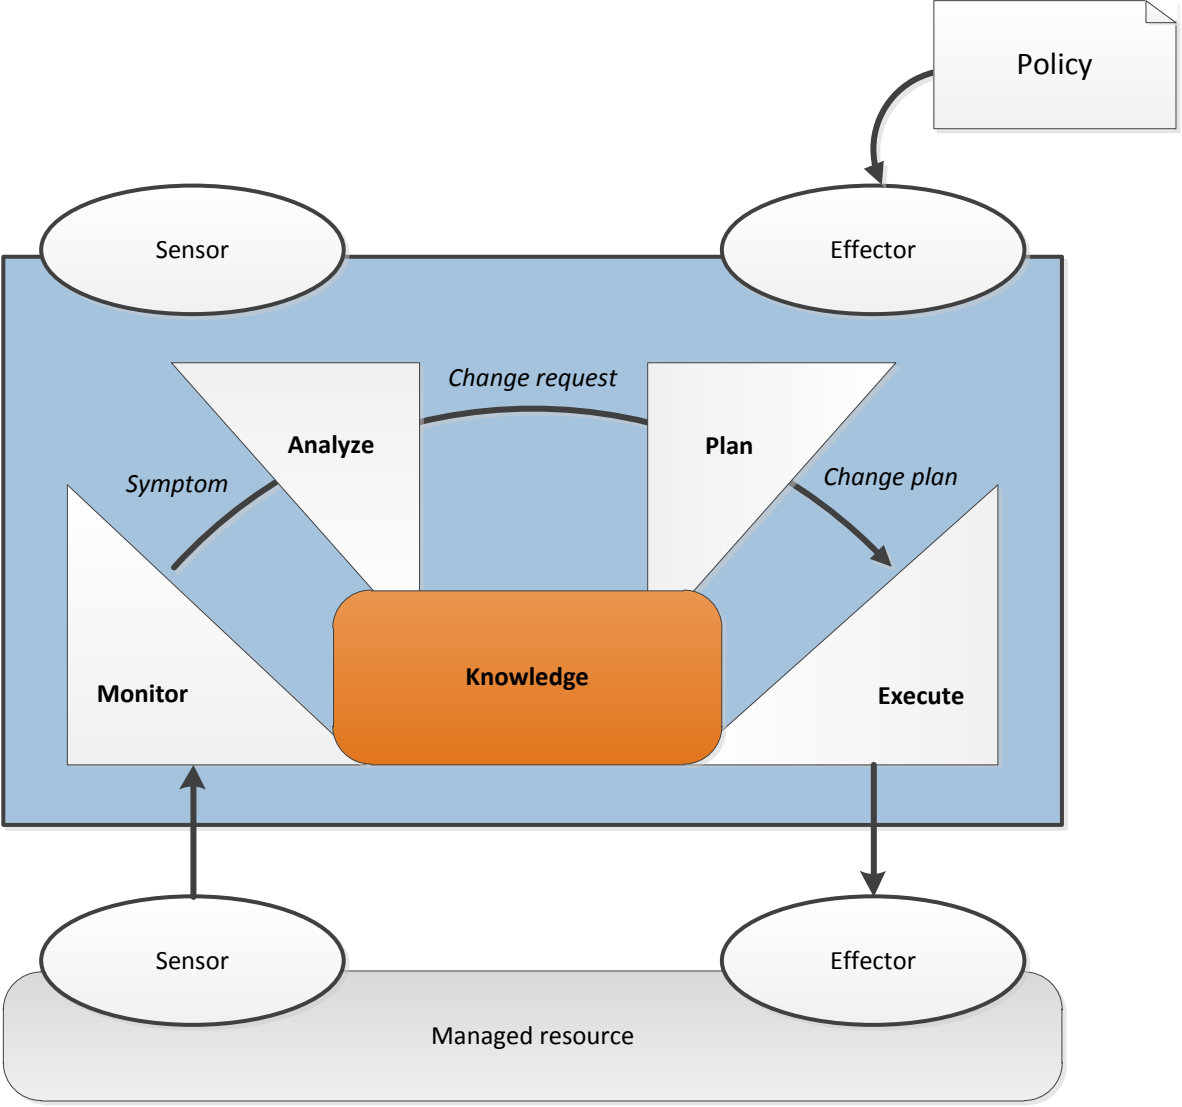 Policy
Sensor
Effector
Change request
Analyze
Plan
Symptom
Change plan
Knowledge
Monitor
Execute
Sensor
Effector
Managed resource